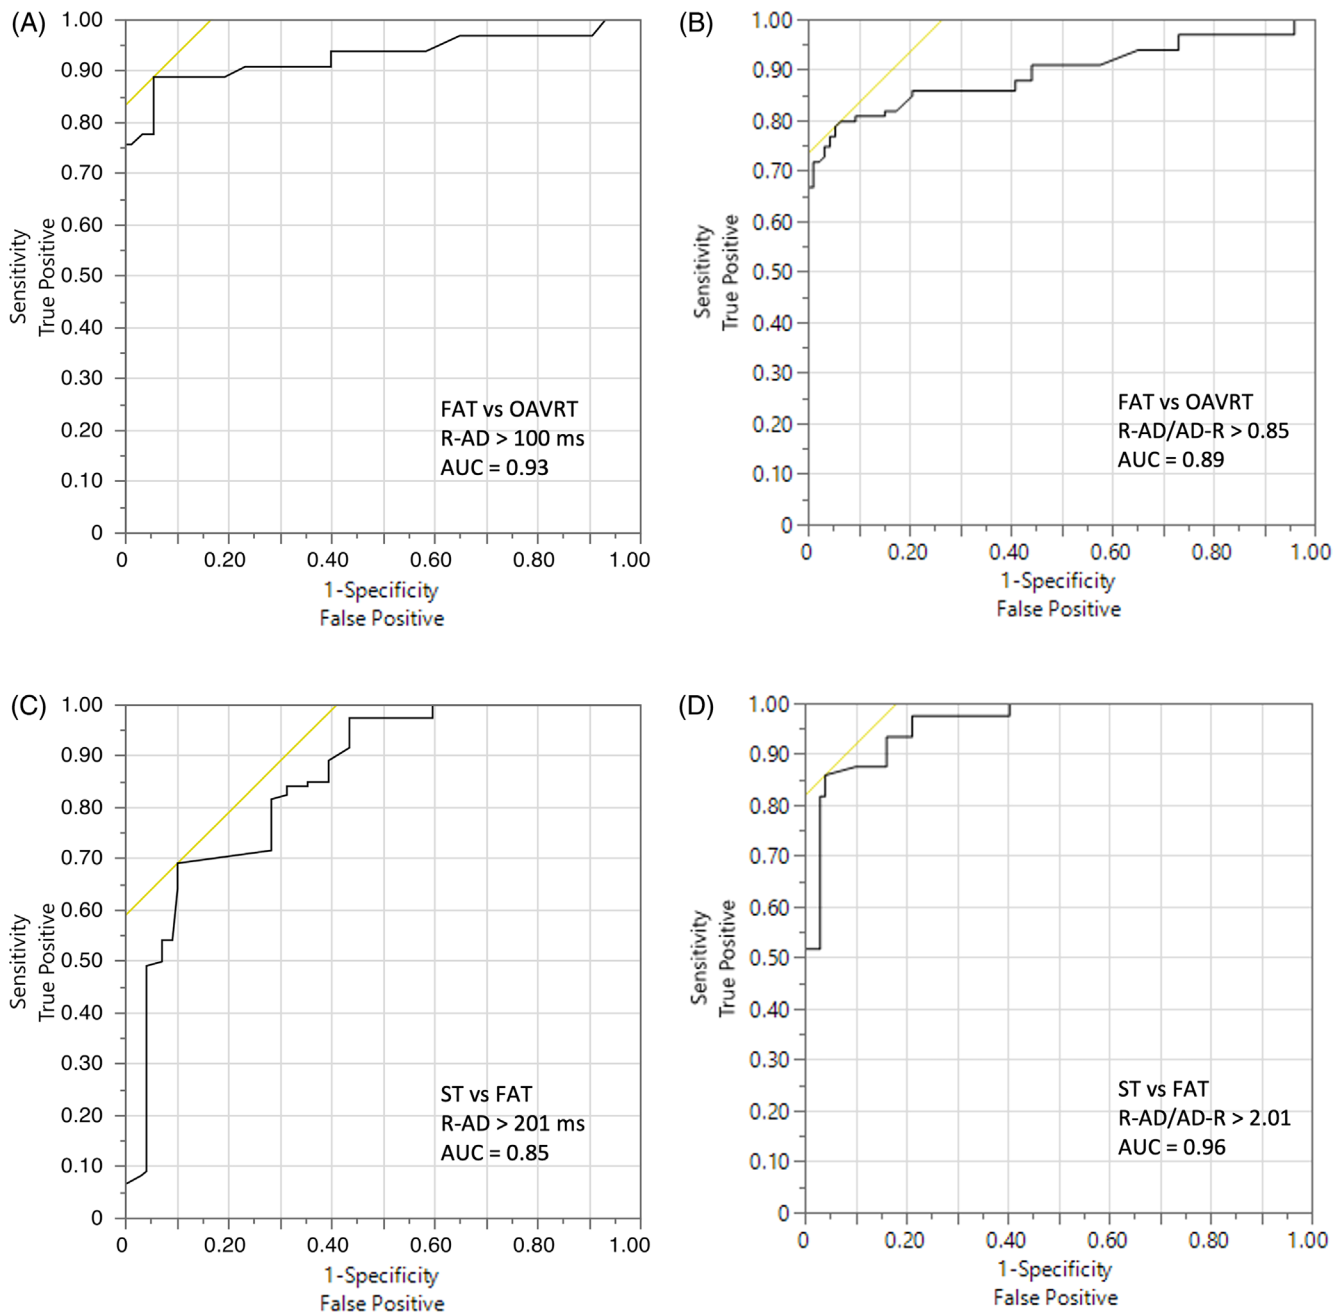 (A)
1.00
0.90
0.80
0.70
0.60
0.50
0.40
0.30
0.20
0.10
0
Sensitivity
True Positive
FAT vs OAVRT
R-AD > 100 ms
AUC = 0.93
0 0.20 0.40 0.60 0.80 1.00
1-Specificity
False Positive
(B)
1.00
0.90
0.80
0.70
0.60
0.50
0.40
0.30
0.20
0.10
0
Sensitivity
True Positive
FAT vs OAVRT
R-AD/AD-R > 0.85
AUC = 0.89
0 0.20 0.40 0.60 0.80 1.00
1-Specificity
False Positive
(C)
1.00
0.90
0.80
0.70
0.60
0.50
0.40
0.30
0.20
0.10
0
Sensitivity
True Positive
ST vs FAT
R-AD > 201 ms
AUC = 0.85
0 0.20 0.40 0.60 0.80 1.00
1-Specificity
False Positive
(D)
1.00
0.90
0.80
0.70
0.60
0.50
0.40
0.30
0.20
0.10
0
Sensitivity
True Positive
ST vs FAT
R-AD/AD-R > 2.01
AUC = 0.96
0 0.20 0.40 0.60 0.80 1.00
1-Specificity
False Positive